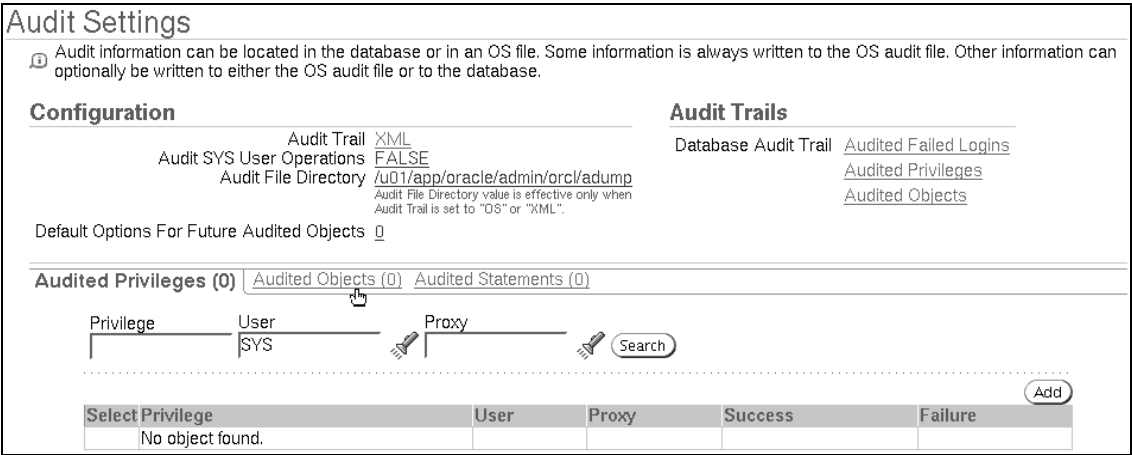 Audit Settings
Audit information can be located in the database or in an OS file. Some information is always written to the OS audit file. Other information can
optionally be written to either the OS audit file or to the database.
Configuration
Audit Trail XML
Audit SYS User Operations FALSE
Audit File Directory /u01/app/oracle/admin/orcl/adump
Audit File Directory value is effective only when
Audit Trail is set to "OS" or "XML".
Default Options For Future Audited Objects 0
Audit Trails
Database Audit Trail Audited Failed Logins
Audited Privileges
Audited Objects
Audited Privileges (0) Audited Objects (0) Audited Statements (0)
Privilege User Proxy
SYS Search
Add
Select Privilege User Proxy Success Failure
No object found.